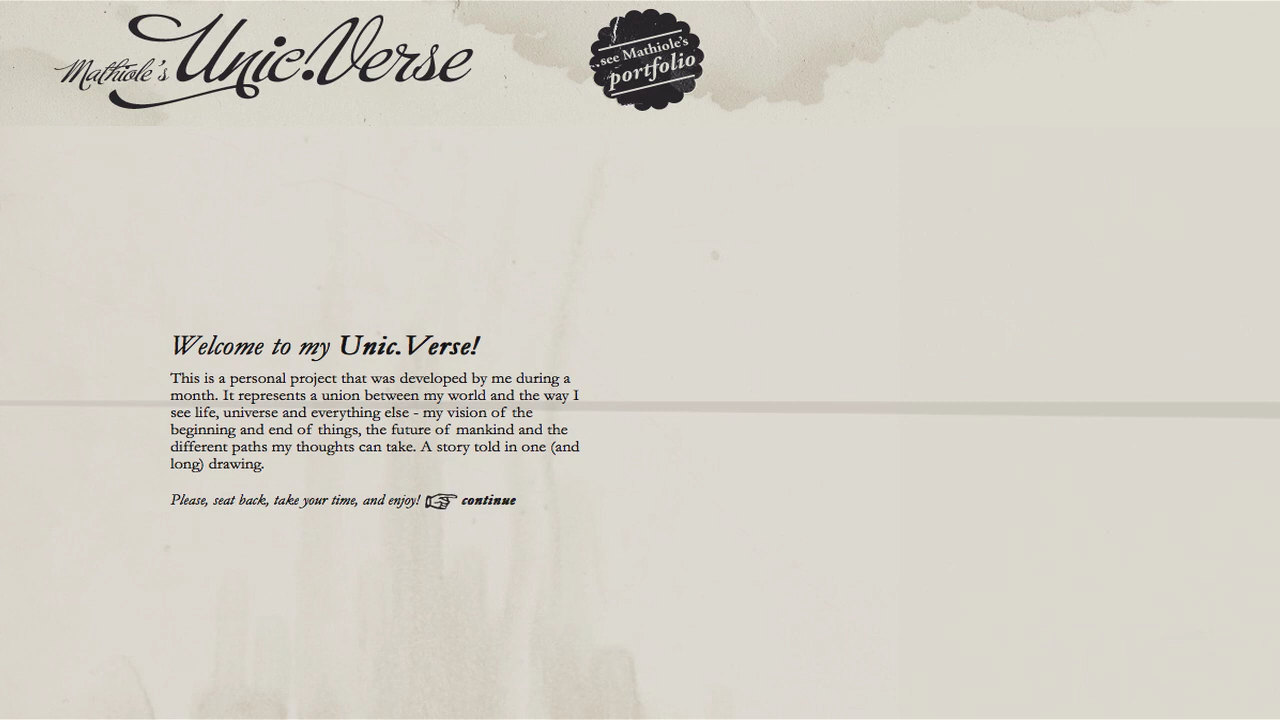 Mathiole's Unic.Verse
...see Mathiole's
portfolio
Welcome to my Unic.Verse!
This is a personal project that was developed by me during a
month. It represents a union between my world and the way I
see life, universe and everything else - my vision of the
beginning and end of things, the future of mankind and the
different paths my thoughts can take. A story told in one (and
long) drawing.
Please, seat back, take your time, and enjoy! continue